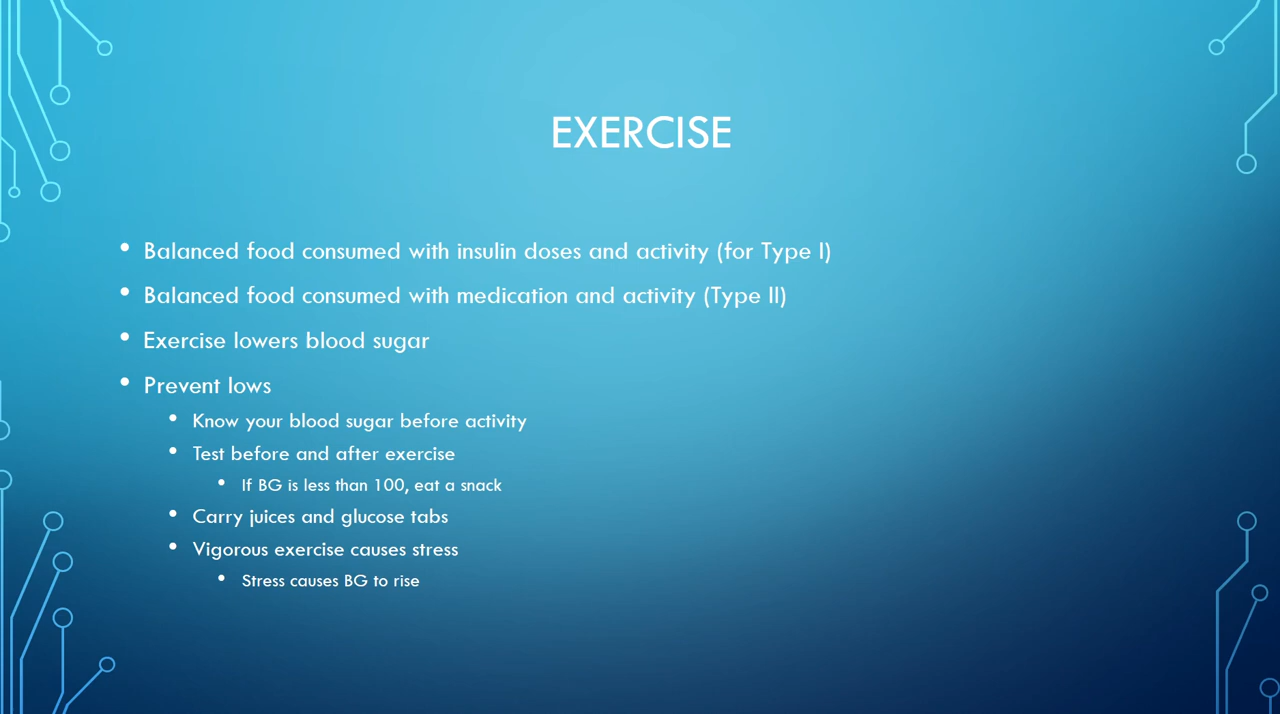 EXERCISE
• Balanced food consumed with insulin doses and activity (for Type I)
• Balanced food consumed with medication and activity (Type II)
• Exercise lowers blood sugar
• Prevent lows
• Know your blood sugar before activity
• Test before and after exercise
• If BG is less than 100, eat a snack
• Carry juices and glucose tabs
• Vigorous exercise causes stress
• Stress causes BG to rise